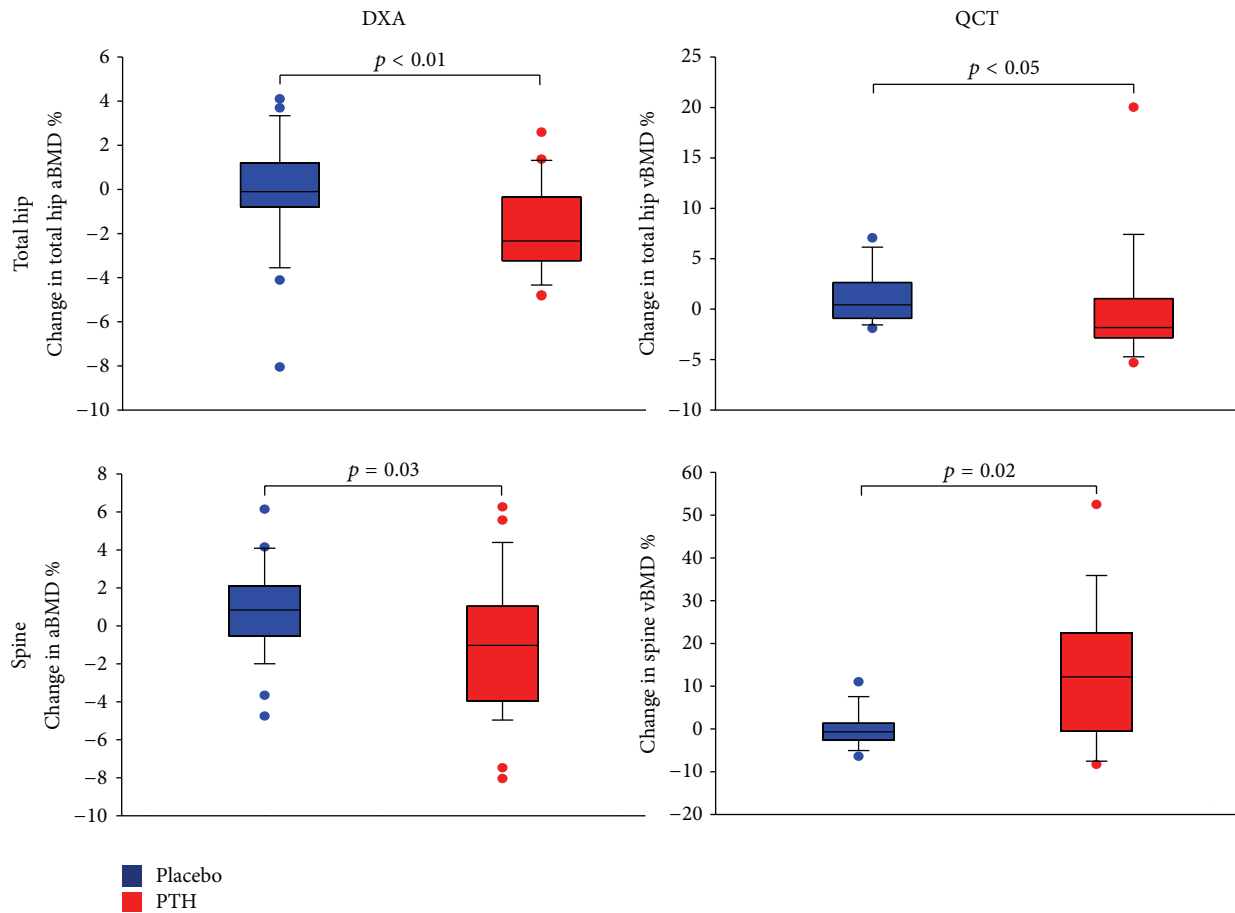 DXA
QCT
Total hip
Change in total hip aBMD %
6
4
2
0
−2
−4
−6
−8
−10
p < 0.01
Change in total hip vBMD %
25
20
15
10
5
0
−5
−10
p < 0.05
Spine
Change in aBMD %
8
6
4
2
0
−2
−4
−6
−8
−10
p = 0.03
Change in spine vBMD %
60
50
40
30
20
10
0
−10
−20
p = 0.02
Placebo
PTH